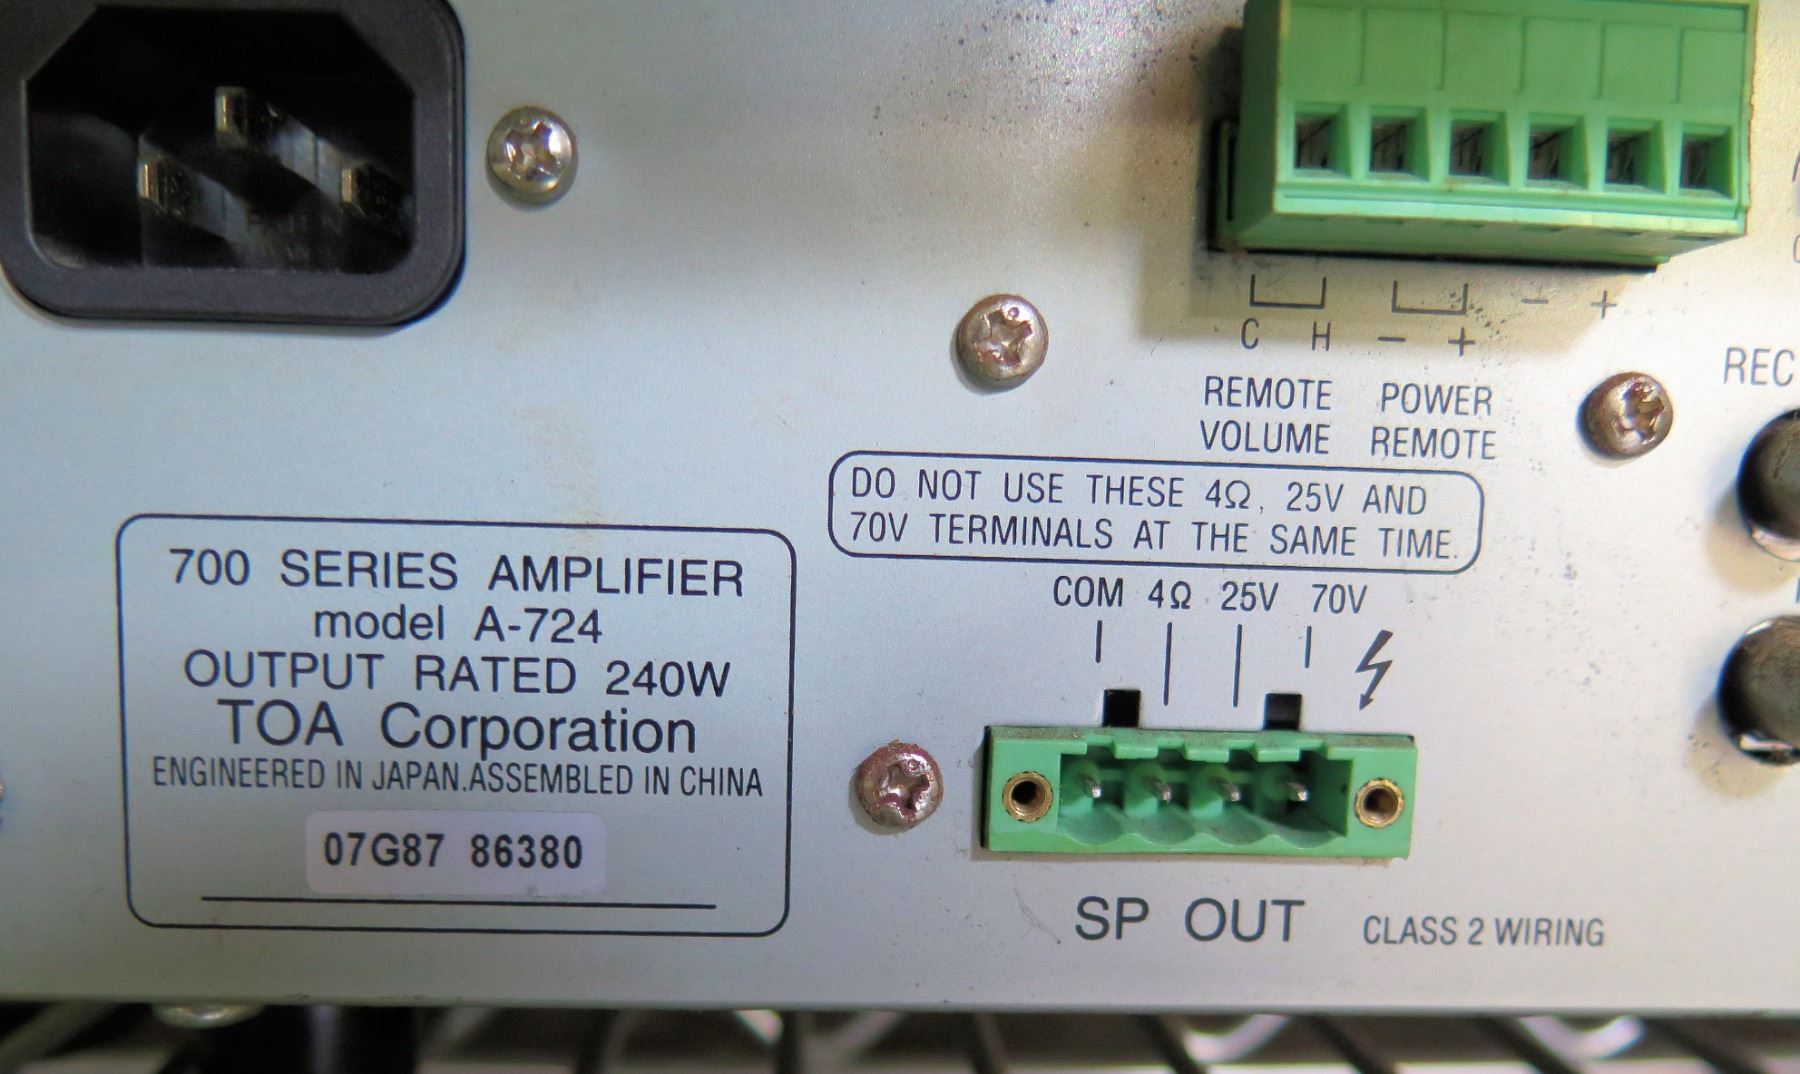 C H - + - +
REMOTE VOLUME
POWER REMOTE
REC
DO NOT USE THESE 4Ω, 25V AND
70V TERMINALS AT THE SAME TIME.
COM 4Ω 25V 70V
SP OUT CLASS 2 WIRING
700 SERIES AMPLIFIER
model A-724
OUTPUT RATED 240W
TOA Corporation
ENGINEERED IN JAPAN.ASSEMBLED IN CHINA
07G87 86380